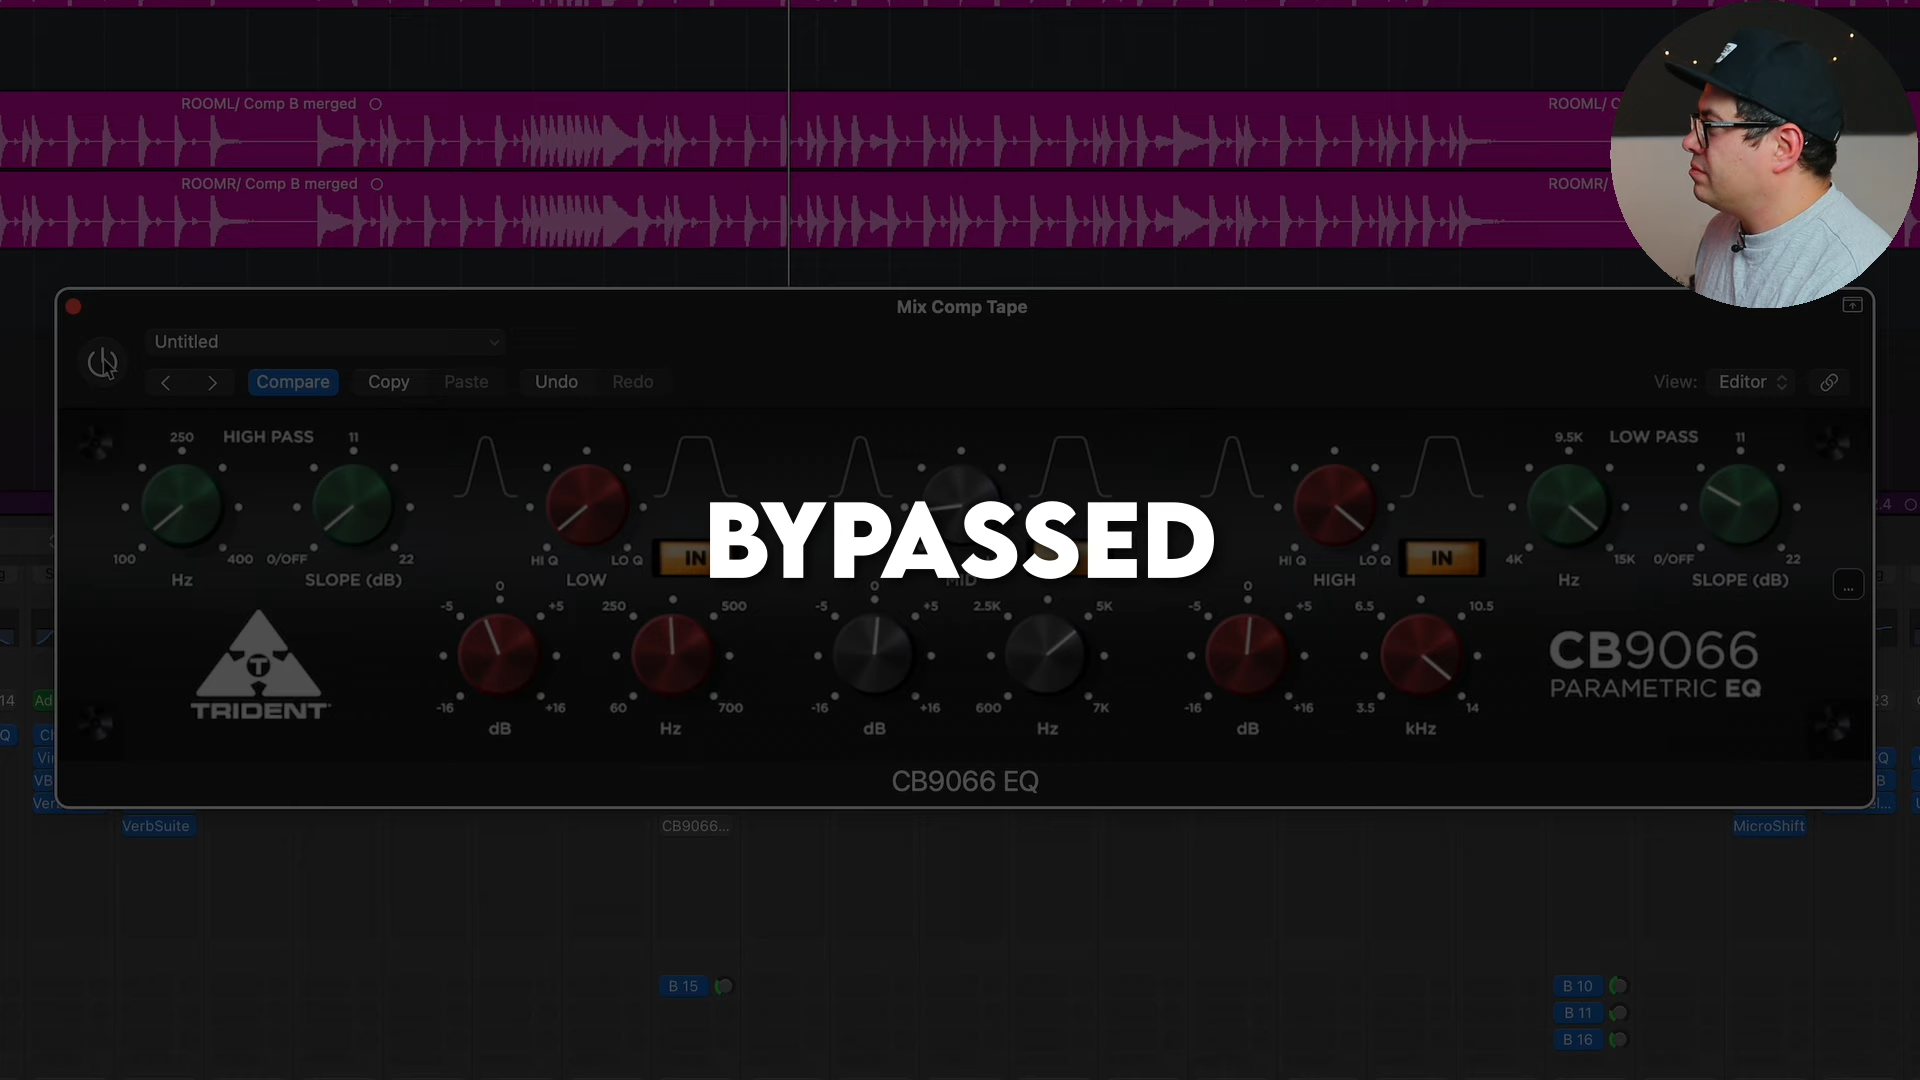 ROOML/ Comp B merged
ROOML/ C
ROOMR/ Comp B merged
ROOMR/
Mix Comp Tape
Untitled
Compare Copy Paste Undo Redo
View: Editor
250 HIGH PASS 11
9.5K LOW PASS 11
100 400 0/OFF 22
Hz SLOPE (dB)
HI Q LO Q IN
LOW
BYPASSED
MID
HI Q LO Q IN
HIGH
4K 15K 0/OFF 22
Hz SLOPE (dB)
-5 0 +5 250 500
-5 0 +5 2.5K 5K
-5 0 +5 6.5 10.5
T
TRIDENT
-16 +16 60 700
dB Hz
-16 +16 600 7K
dB Hz
-16 +16 3.5 14
dB kHz
CB9066
PARAMETRIC EQ
CB9066 EQ
14
Ad
Q
VB
VerbSuite
CB9066...
MicroShift
B 15
B 10
B 11
B 16